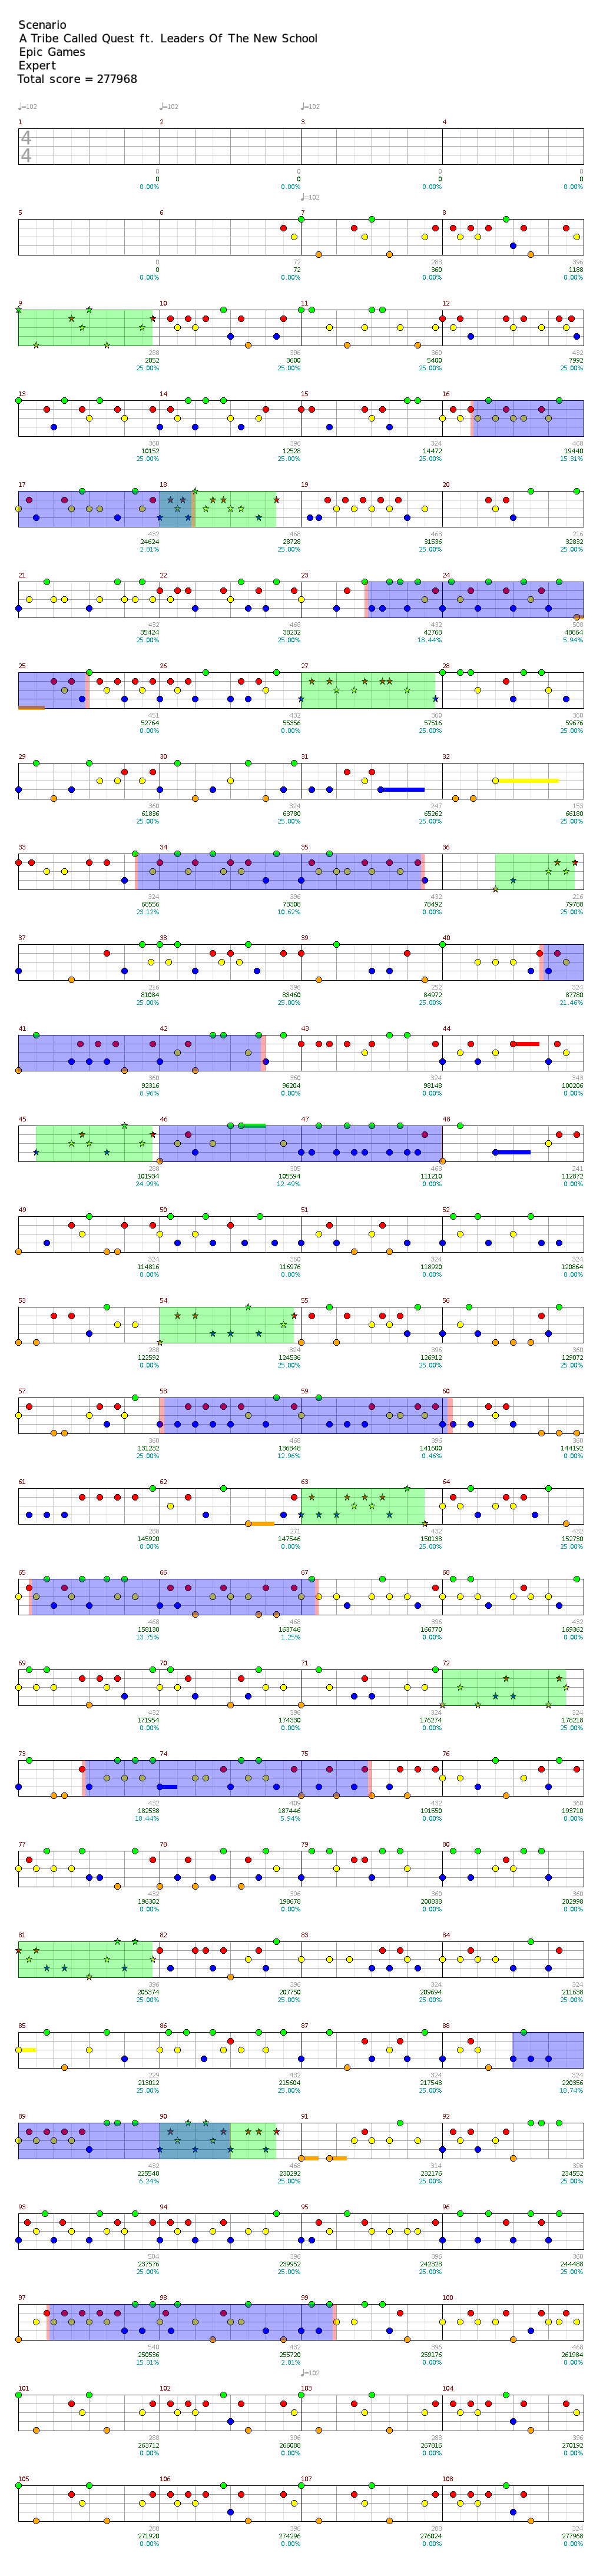 Scenario
A Tribe Called Quest ft. Leaders Of The New School
Epic Games
Expert
Total score = 277968
♩=102 ♩=102 ♩=102
1 2 3 4
4
4
0 0 0 0
0 0 0 0
0.00% 0.00% 0.00% 0.00%
♩=102
5 6 7 8
0 72 288 396
0 72 360 1188
0.00% 0.00% 0.00% 0.00%
9 10 11 12
288 396 360 432
2052 3600 5400 7992
25.00% 25.00% 25.00% 25.00%
13 14 15 16
360 396 360 468
10152 12528 14472 19440
25.00% 25.00% 25.00% 15.31%
17 18 19 20
432 468 468 216
24624 28728 31536 32832
2.81% 25.00% 25.00% 25.00%
21 22 23 24
432 468 432 508
35424 38232 42768 48864
25.00% 25.00% 18.44% 5.94%
25 26 27 28
451 432 360 360
52764 55356 57516 59676
25.00% 25.00% 25.00% 25.00%
29 30 31 32
360 324 247 153
61836 63780 65262 66180
25.00% 25.00% 25.00% 25.00%
33 34 35 36
324 396 432 216
68556 73308 78492 79788
23.12% 10.62% 0.00% 25.00%
37 38 39 40
216 396 252 324
81084 83460 84972 87780
25.00% 25.00% 25.00% 21.46%
41 42 43 44
360 360 324 343
92316 96204 98148 100206
8.96% 0.00% 0.00% 0.00%
45 46 47 48
288 305 468 241
101934 105594 111210 112872
24.99% 12.49% 0.00% 0.00%
49 50 51 52
324 360 324 324
114816 116976 118920 120864
0.00% 0.00% 0.00% 0.00%
53 54 55 56
288 324 396 360
122592 124536 126912 129072
0.00% 25.00% 25.00% 25.00%
57 58 59 60
360 468 396 360
131232 136848 141600 144192
25.00% 12.96% 0.46% 0.00%
61 62 63 64
288 271 432 432
145920 147546 150138 152730
0.00% 0.00% 25.00% 25.00%
65 66 67 68
468 468 396 432
158130 163746 166770 169362
13.75% 1.25% 0.00% 0.00%
69 70 71 72
432 396 324 324
171954 174330 176274 178218
0.00% 0.00% 0.00% 25.00%
73 74 75 76
432 409 432 360
182538 187446 191550 193710
18.44% 5.94% 0.00% 0.00%
77 78 79 80
432 396 360 360
196302 198678 200838 202998
0.00% 0.00% 0.00% 0.00%
81 82 83 84
396 396 324 324
205374 207750 209694 211638
25.00% 25.00% 25.00% 25.00%
85 86 87 88
229 432 324 324
213012 215604 217548 220356
25.00% 25.00% 25.00% 18.74%
89 90 91 92
432 468 314 396
225540 230292 232176 234552
6.24% 25.00% 25.00% 25.00%
93 94 95 96
504 396 396 360
237576 239952 242328 244488
25.00% 25.00% 25.00% 25.00%
97 98 99 100
540 432 396 468
250536 255720 259176 261984
15.31% 2.81% 0.00% 0.00%
♩=102
101 102 103 104
288 396 288 396
263712 266088 267816 270192
0.00% 0.00% 0.00% 0.00%
105 106 107 108
288 396 288 324
271920 274296 276024 277968
0.00% 0.00% 0.00% 0.00%